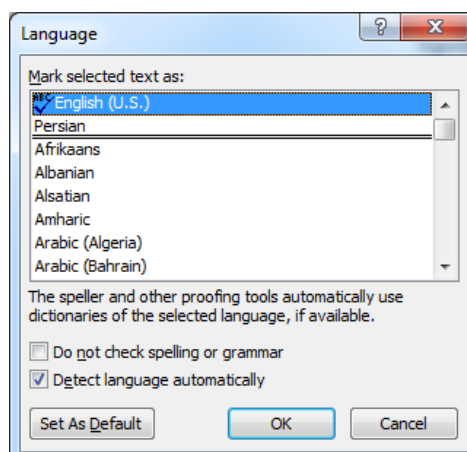 Language
Mark selected text as:
ABC English (U.S.)
Persian
Afrikaans
Albanian
Alsatian
Amharic
Arabic (Algeria)
Arabic (Bahrain)
The speller and other proofing tools automatically use
dictionaries of the selected language, if available.
Do not check spelling or grammar
Detect language automatically
Set As Default OK Cancel